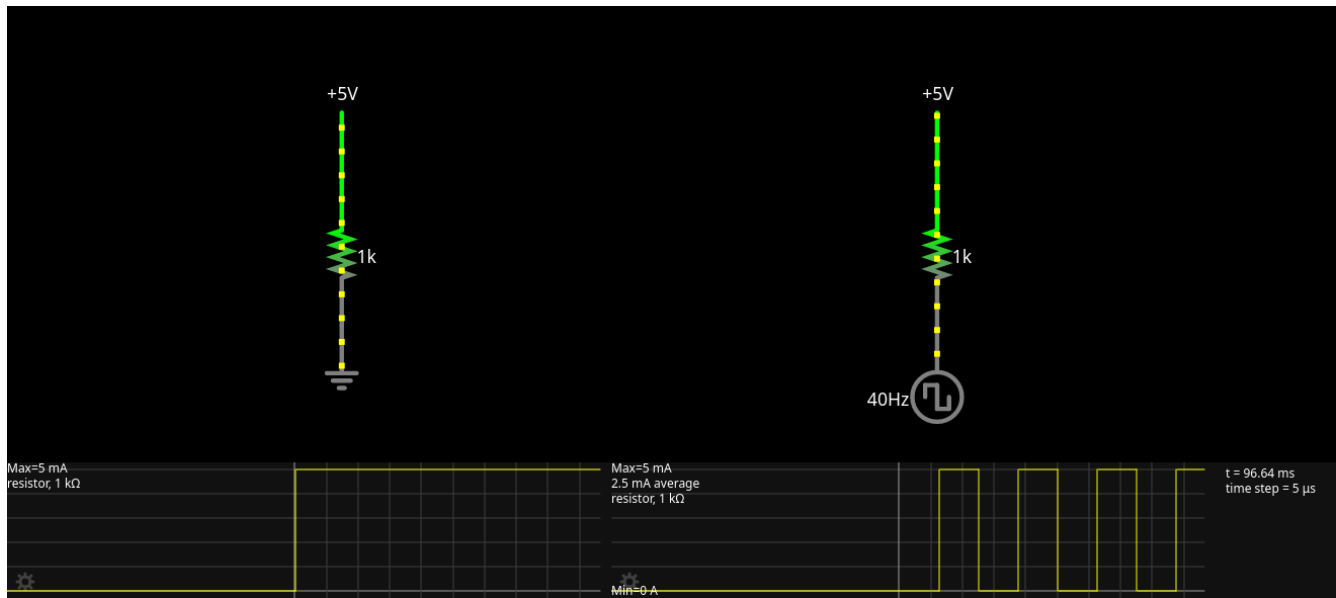 +5V
+5V
1k
1k
40Hz
Max=5 mA
resistor, 1 kΩ
Max=5 mA
2.5 mA average
resistor, 1 kΩ
Min=0 A
t = 96.64 ms
time step = 5 µs